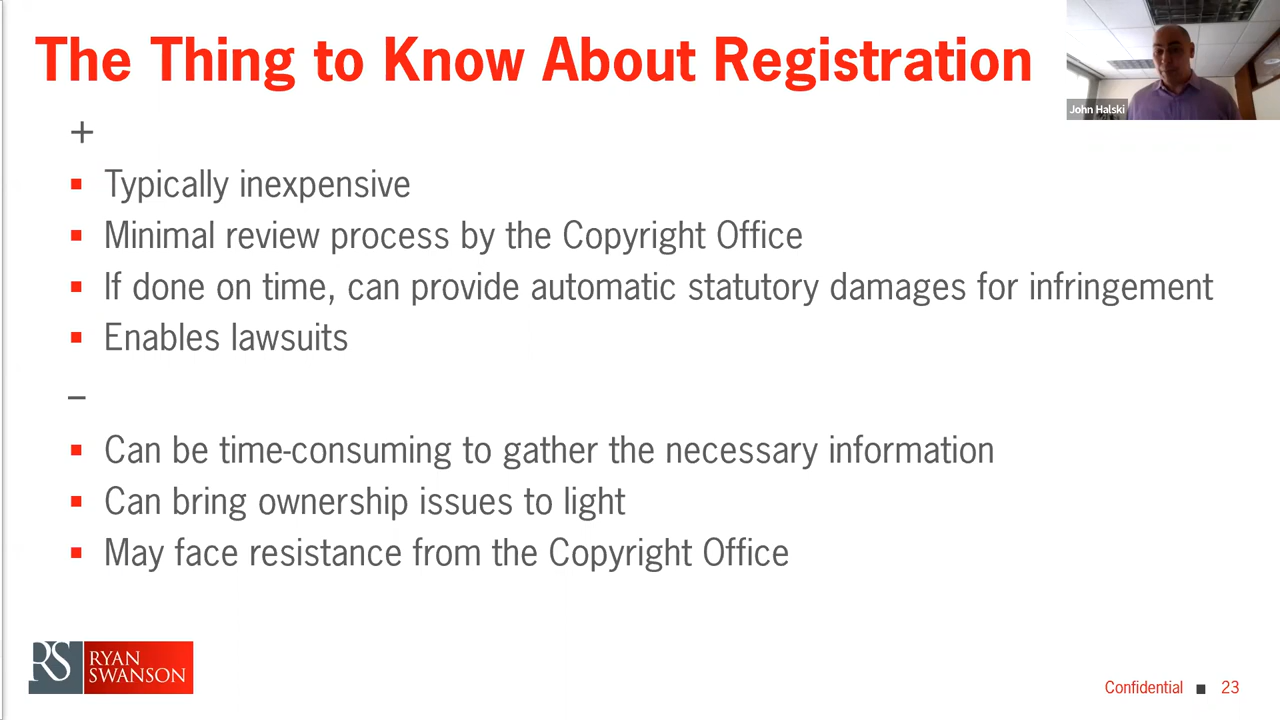 The Thing to Know About Registration
John Halski
+
▪ Typically inexpensive
▪ Minimal review process by the Copyright Office
▪ If done on time, can provide automatic statutory damages for infringement
▪ Enables lawsuits
–
▪ Can be time-consuming to gather the necessary information
▪ Can bring ownership issues to light
▪ May face resistance from the Copyright Office
RS RYAN
SWANSON
Confidential ■ 23